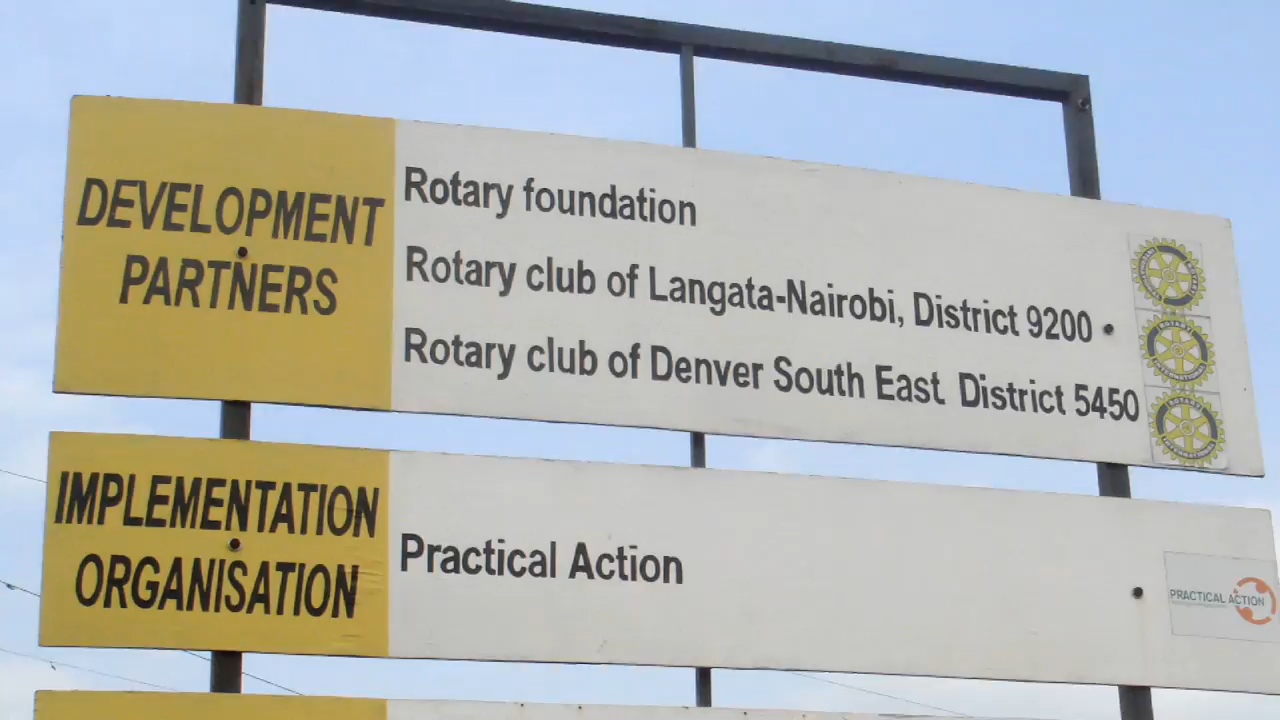 DEVELOPMENT
PARTNERS
Rotary foundation
Rotary club of Langata-Nairobi, District 9200
Rotary club of Denver South East District 5450
IMPLEMENTATION
ORGANISATION
Practical Action
PRACTICAL ACTION